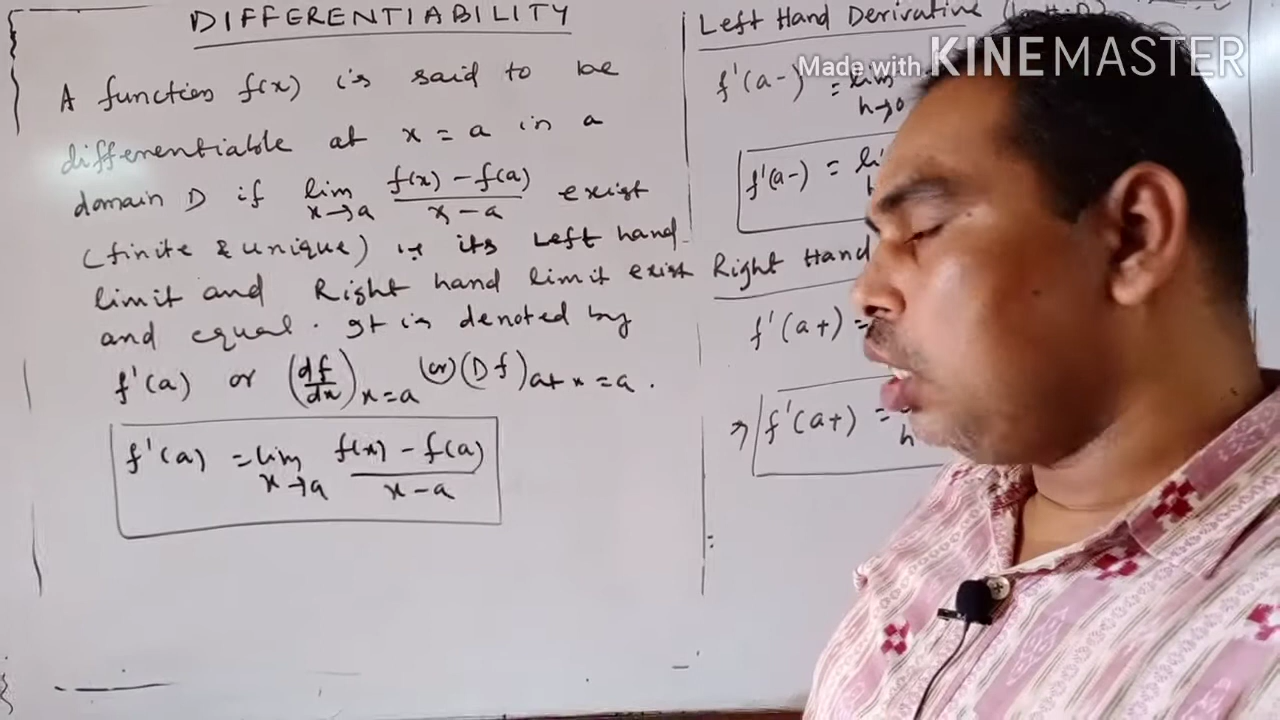 DIFFERENTIABILITY
A function f(x) is said to be
differentiable at x = a in a
domain D if lim x→a f(x) - f(a) / x - a exist
(finite & unique) i.e its Left hand
limit and Right hand limit exist
and equal. It is denoted by
f'(a) or (df/dx) x=a (or) (Df) at x = a.
f'(a) = lim x→a f(x) - f(a) / x - a
Left Hand Derivative
Made with KINEMASTER
f'(a-) = lim h→0
f'(a-) =
Right Hand
f'(a+) =
⇒ f'(a+) =